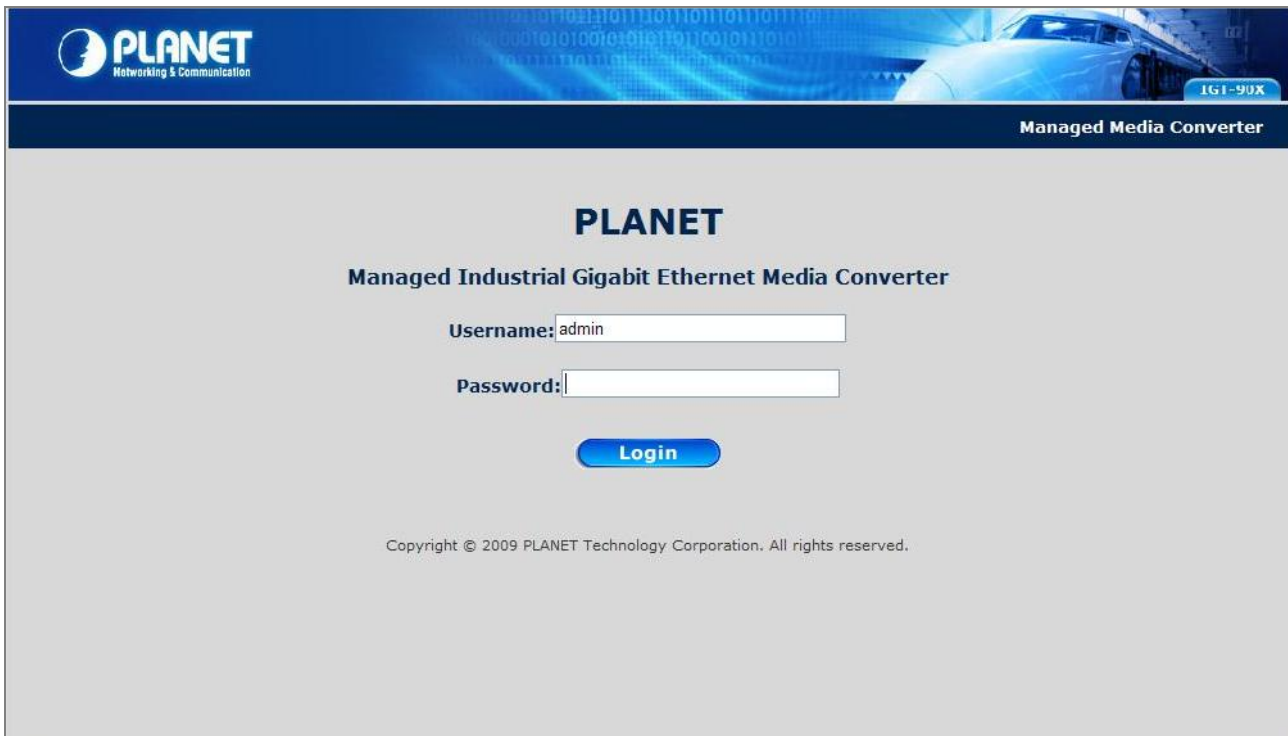 PLANET
Networking & Communication
IGT-90X
Managed Media Converter
PLANET
Managed Industrial Gigabit Ethernet Media Converter
Username: admin
Password:
Login
Copyright © 2009 PLANET Technology Corporation. All rights reserved.